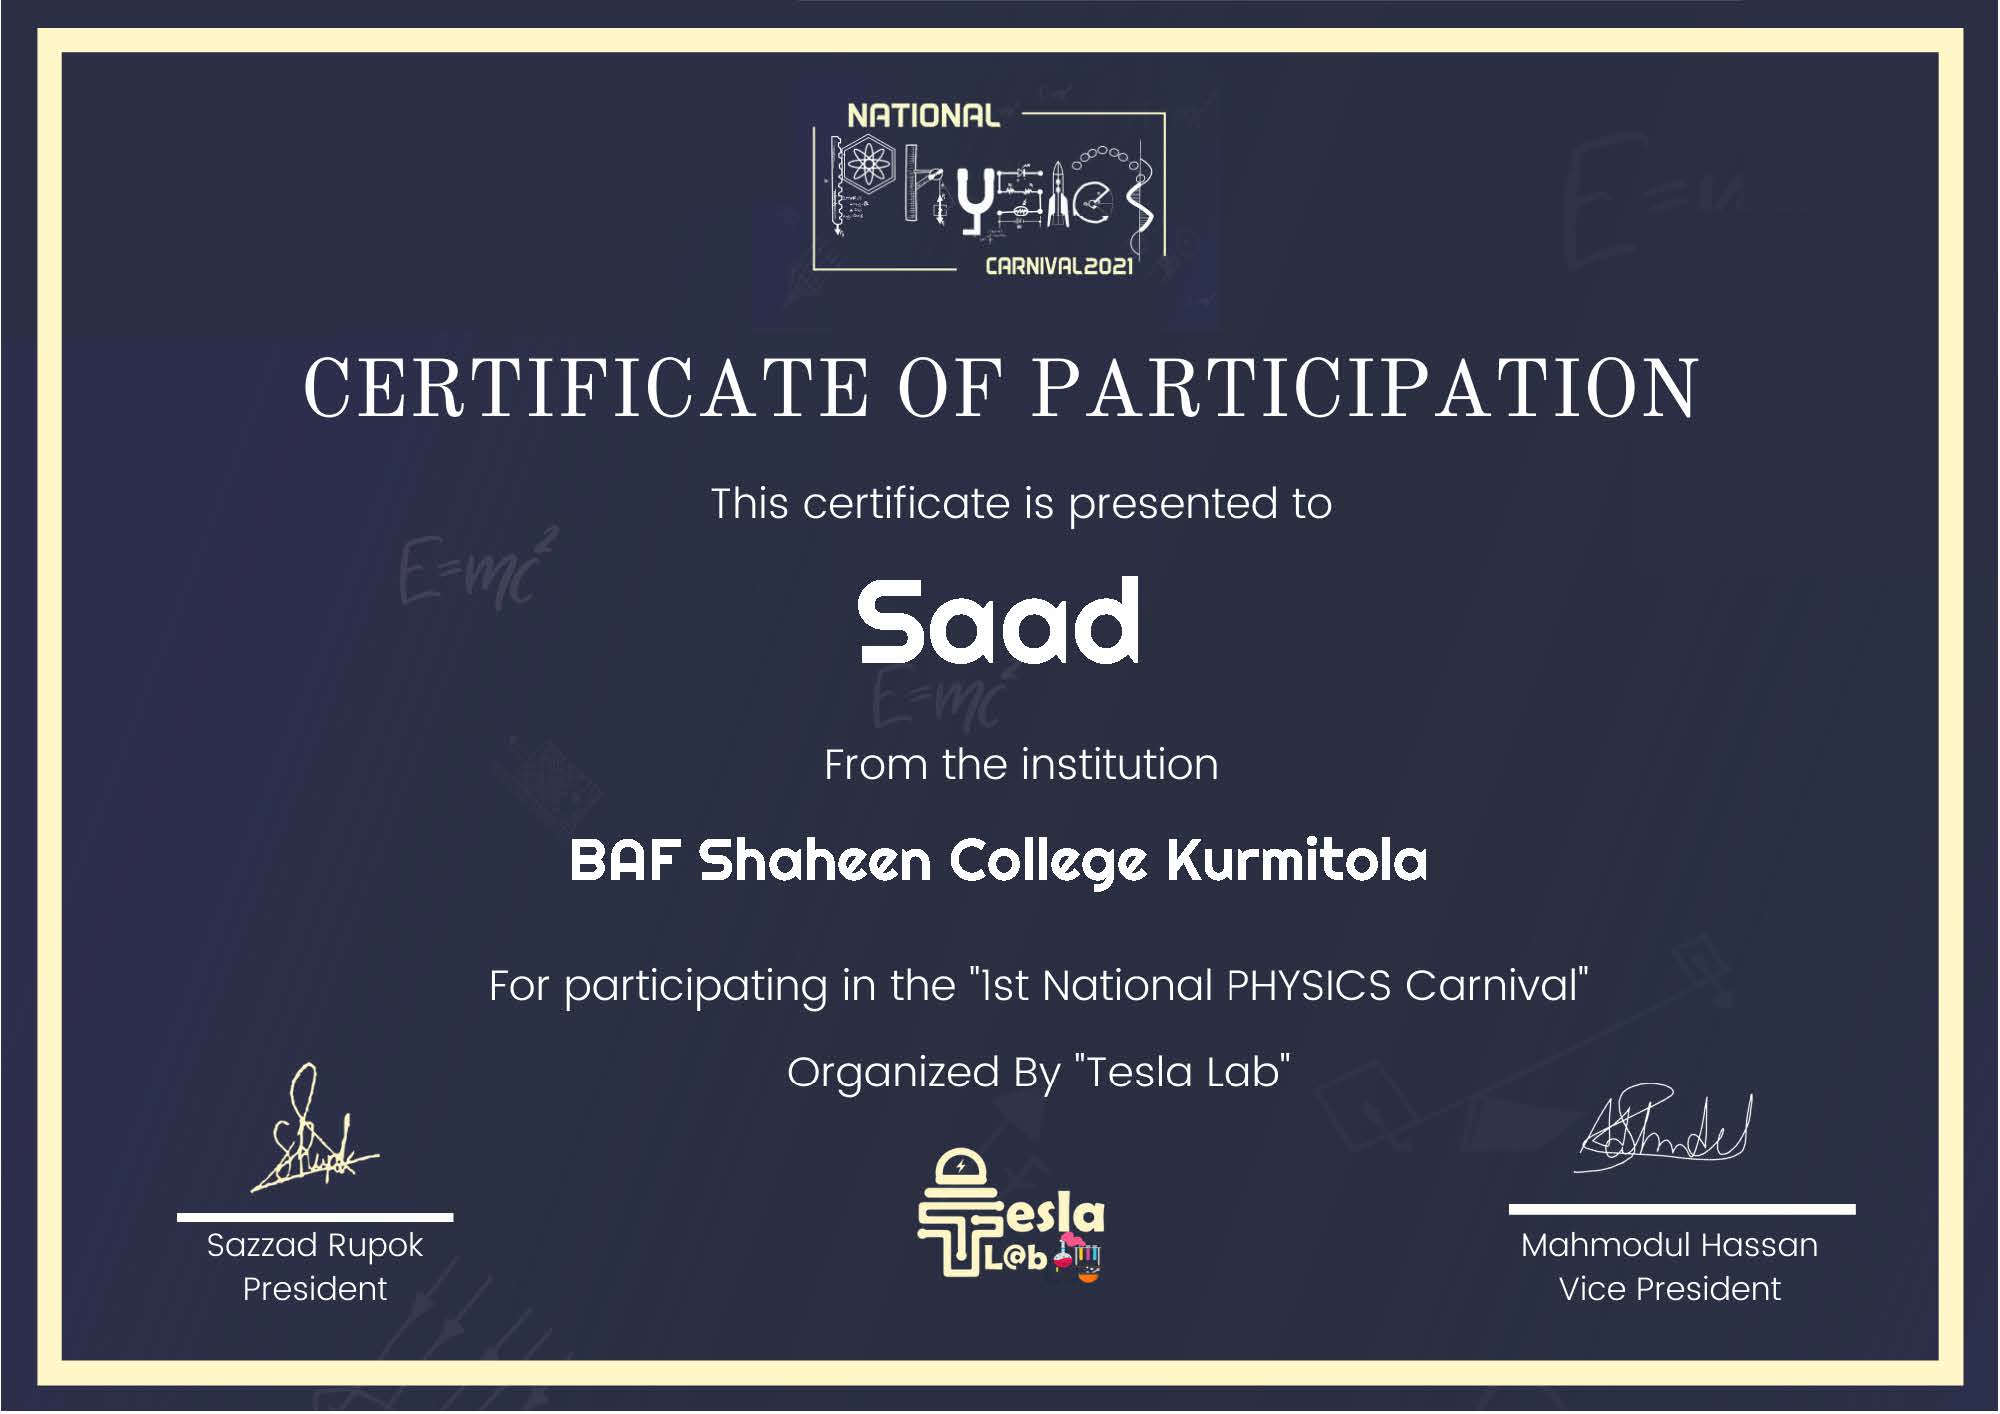 NATIONAL
Physics
CARNIVAL2021
CERTIFICATE OF PARTICIPATION
This certificate is presented to
E=mc²
Saad
E=mc²
From the institution
BAF Shaheen College Kurmitola
For participating in the "1st National PHYSICS Carnival"
Organized By "Tesla Lab"
Tesla
L@b
Sazzad Rupok
President
Mahmodul Hassan
Vice President